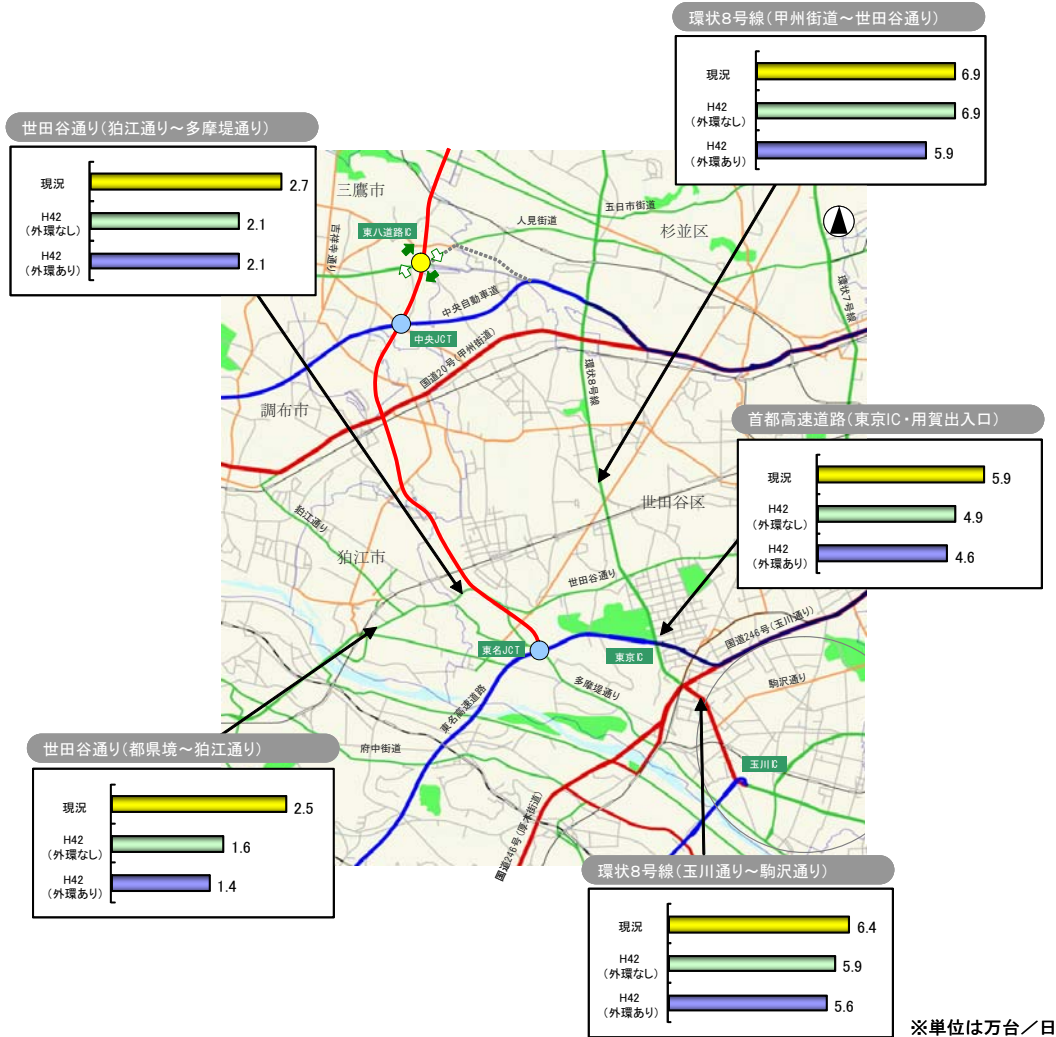 環状8号線(甲州街道～世田谷通り)
現況
6.9
H42
(外環なし)
6.9
H42
(外環あり)
5.9
世田谷通り(狛江通り～多摩堤通り)
現況
2.7
H42
(外環なし)
2.1
H42
(外環あり)
2.1
三鷹市
五日市街道
人見街道
杉並区
東八道路IC
吉祥寺通り
中央自動車道
環状7号線
中央JCT
国道20号(甲州街道)
環状8号線
調布市
首都高速道路(東京IC・用賀出入口)
現況
5.9
H42
(外環なし)
4.9
H42
(外環あり)
4.6
世田谷区
狛江通り
狛江市
世田谷通り
国道246号(玉川通り)
東名JCT
東京IC
多摩堤通り
駒沢通り
東名高速道路
府中街道
玉川IC
国道246号(厚木街道)
世田谷通り(都県境～狛江通り)
現況
2.5
H42
(外環なし)
1.6
H42
(外環あり)
1.4
環状8号線(玉川通り～駒沢通り)
現況
6.4
H42
(外環なし)
5.9
H42
(外環あり)
5.6
※単位は万台／日